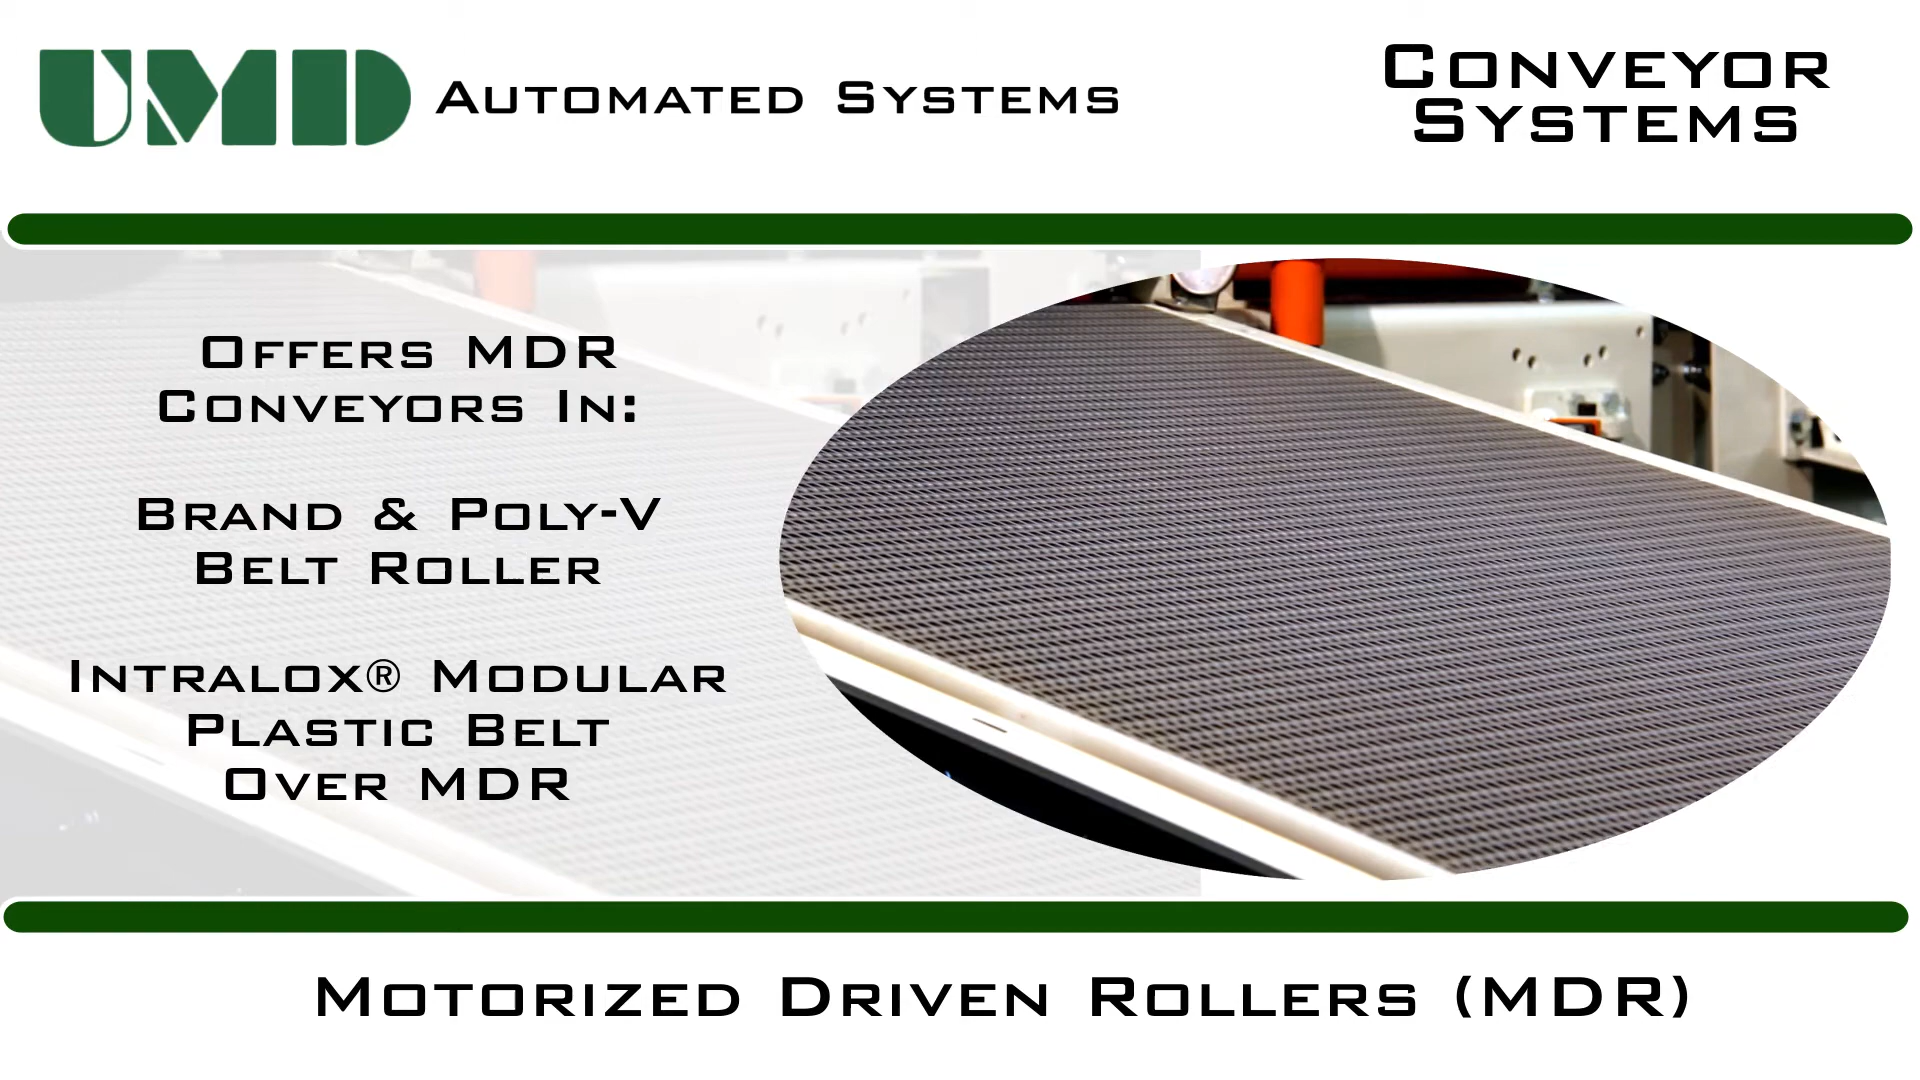 UMD Automated Systems
Conveyor
Systems
Offers MDR
Conveyors In:
Brand & Poly-V
Belt Roller
Intralox® Modular
Plastic Belt
Over MDR
Motorized Driven Rollers (MDR)